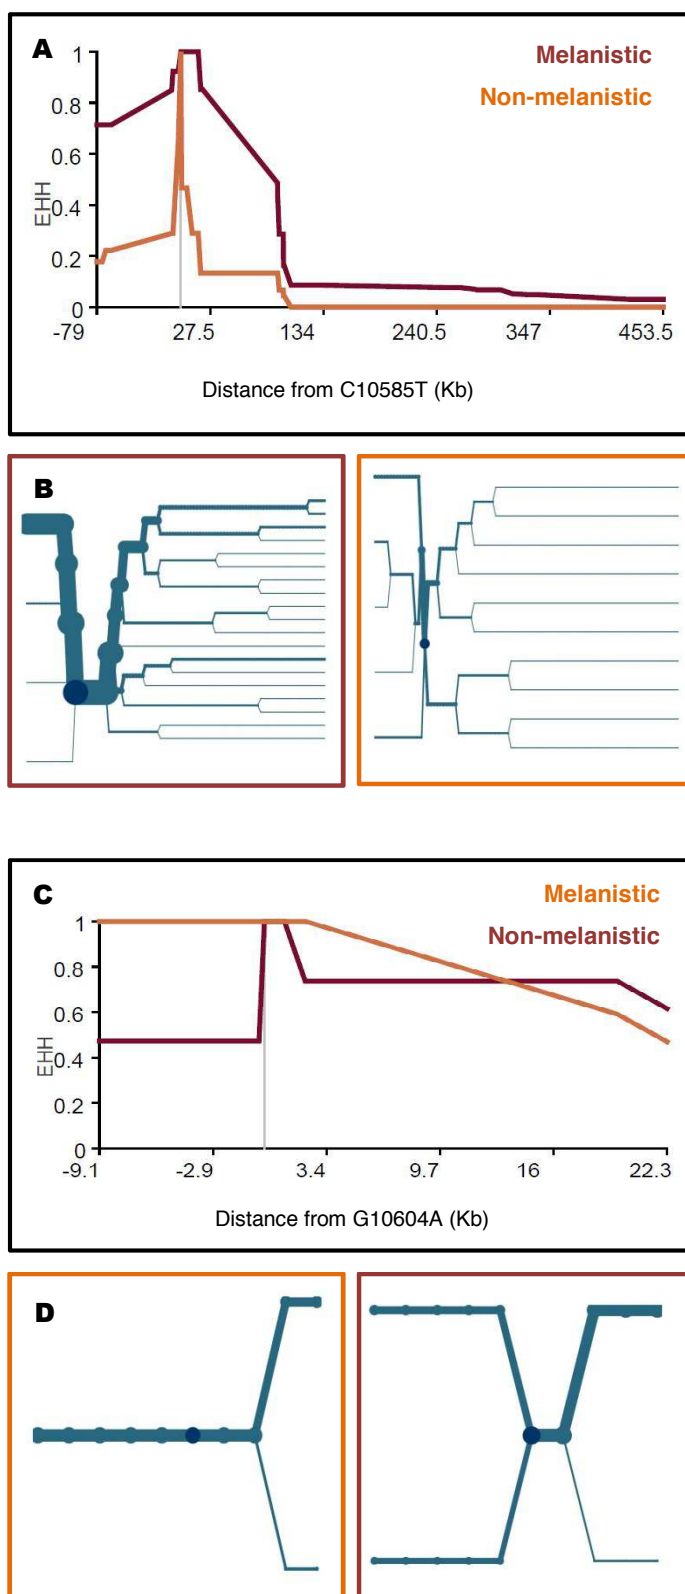 A
Melanistic
Non-melanistic
1
0.8
0.6
0.4
0.2
0
EHH
-79 27.5 134 240.5 347 453.5
Distance from C10585T (Kb)
B
C
Melanistic
Non-melanistic
1
0.8
0.6
0.4
0.2
0
EHH
-9.1 -2.9 3.4 9.7 16 22.3
Distance from G10604A (Kb)
D